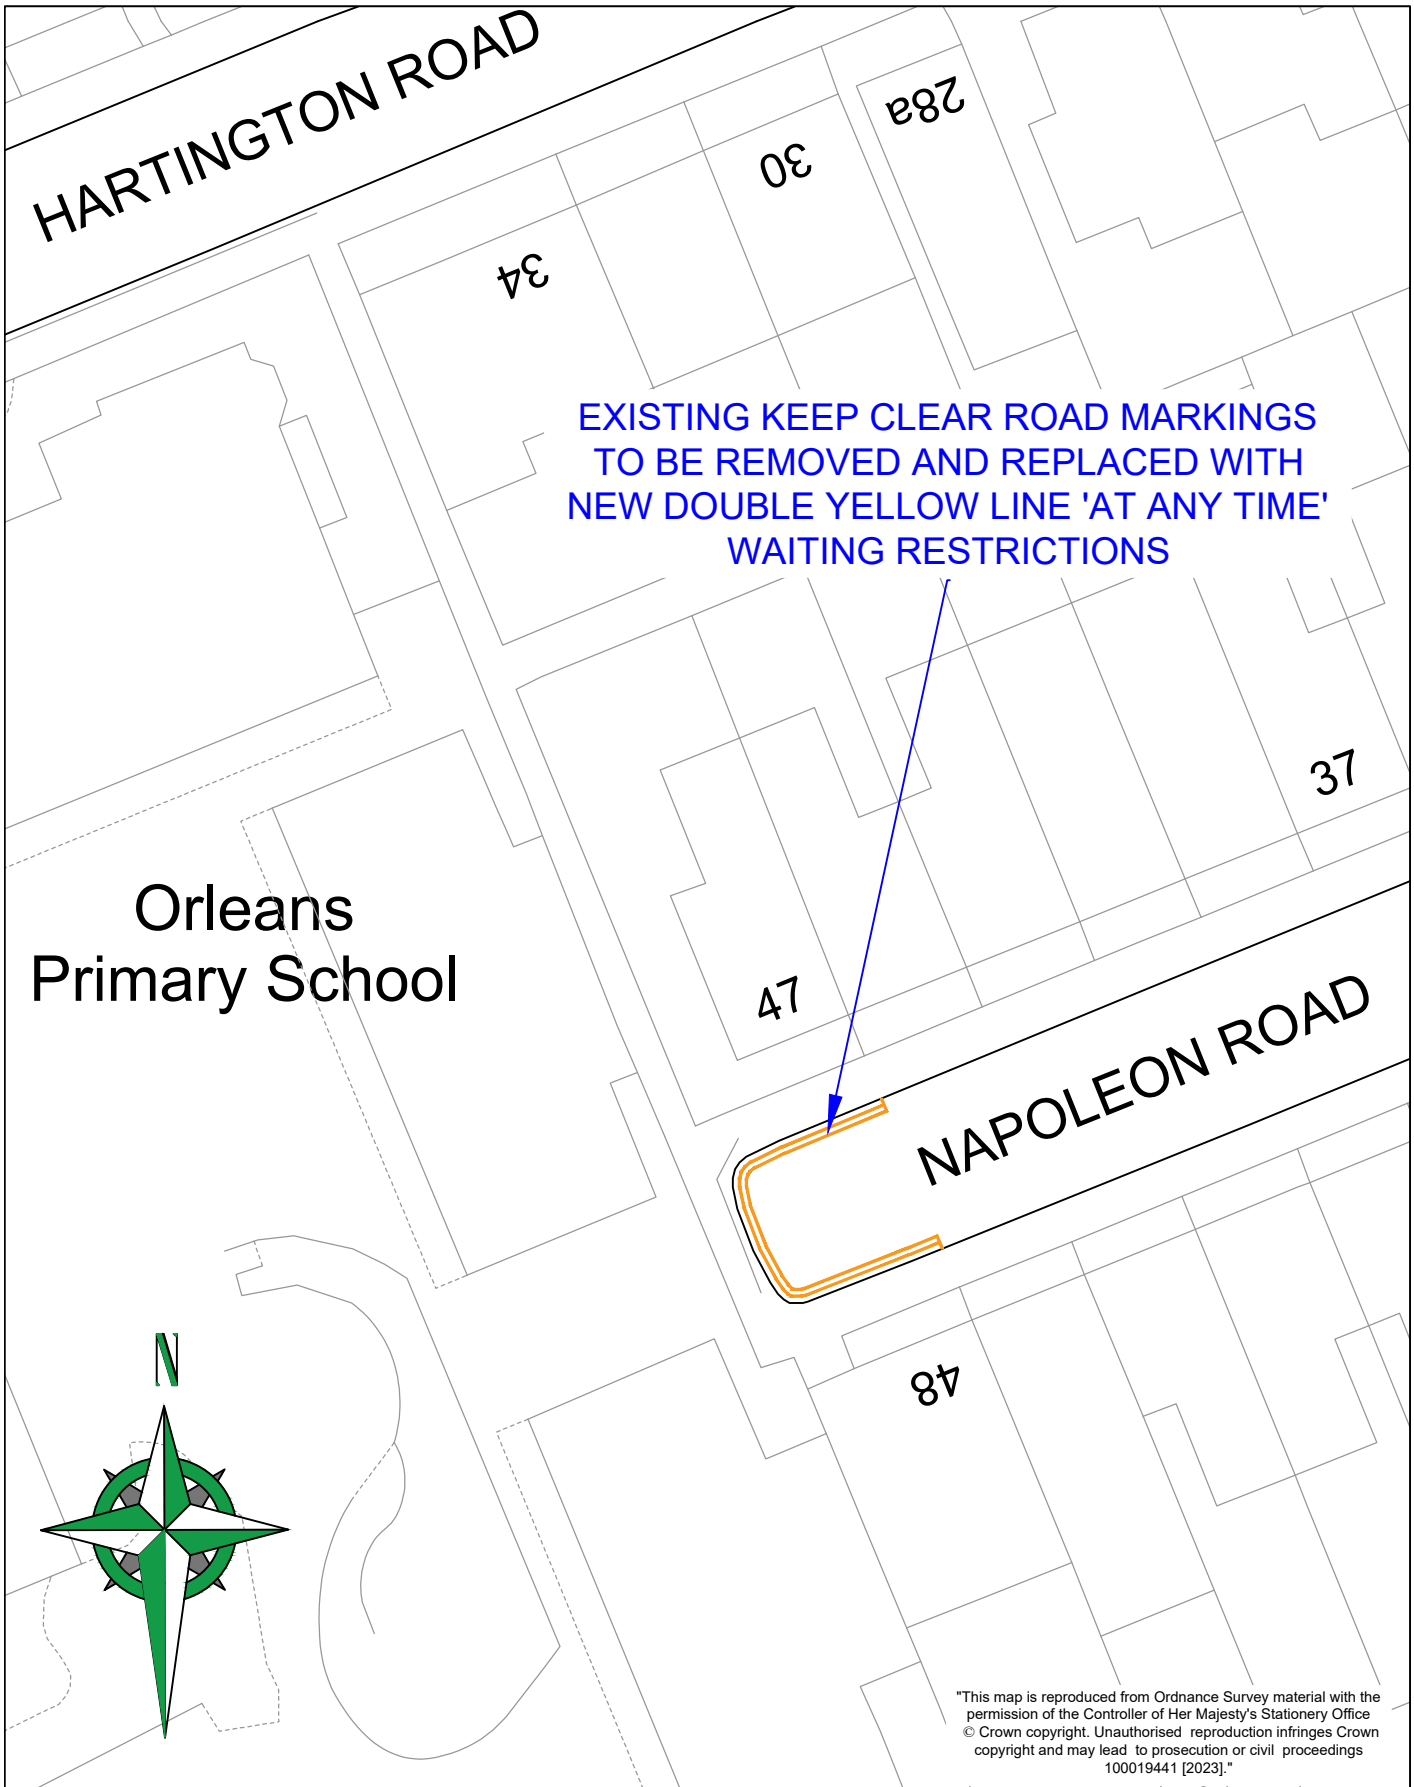 HARTINGTON ROAD
28a
30
34
EXISTING KEEP CLEAR ROAD MARKINGS
TO BE REMOVED AND REPLACED WITH
NEW DOUBLE YELLOW LINE 'AT ANY TIME'
WAITING RESTRICTIONS
37
Orleans
Primary School
47
NAPOLEON ROAD
48
N
"This map is reproduced from Ordnance Survey material with the
permission of the Controller of Her Majesty's Stationery Office
© Crown copyright. Unauthorised reproduction infringes Crown
copyright and may lead to prosecution or civil proceedings
100019441 [2023]."